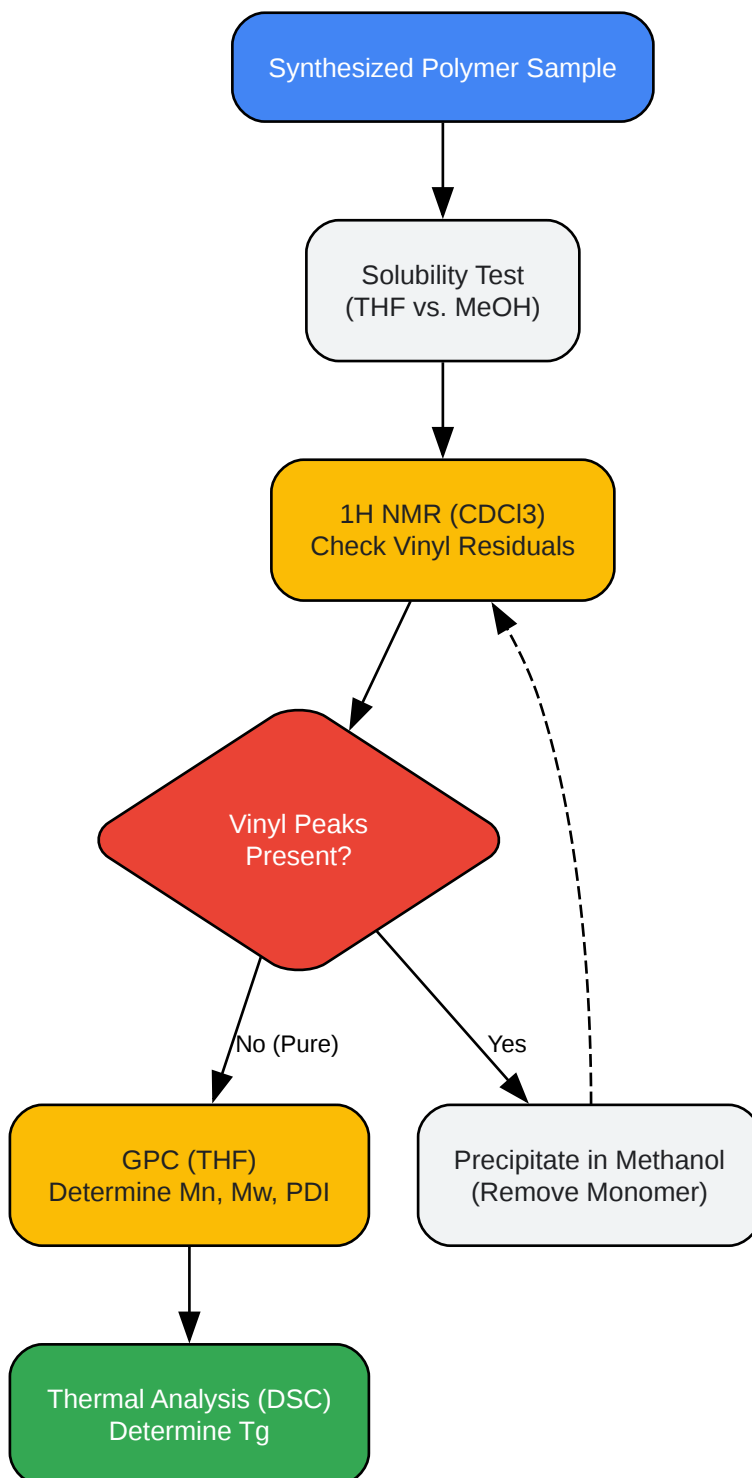 Synthesized Polymer Sample
Solubility Test
(THF vs. MeOH)
1H NMR (CDCl3)
Check Vinyl Residuals
Vinyl Peaks
Present?
No (Pure)
Yes
GPC (THF)
Determine Mn, Mw, PDI
Precipitate in Methanol
(Remove Monomer)
Thermal Analysis (DSC)
Determine Tg